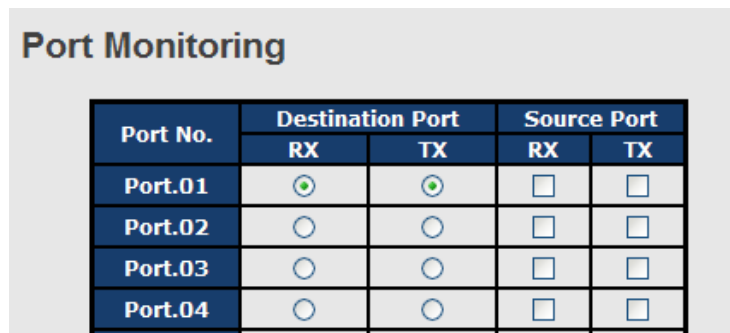 Port Monitoring
Port No. Destination Port Source Port
RX TX RX TX
Port.01
Port.02
Port.03
Port.04